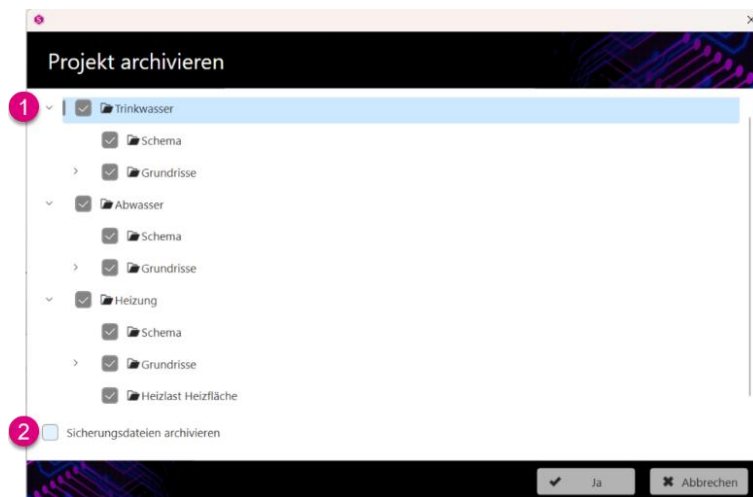 S
Projekt archivieren
1
Trinkwasser
Schema
Grundrisse
Abwasser
Schema
Grundrisse
Heizung
Schema
Grundrisse
Heizlast Heizfläche
2 Sicherungsdateien archivieren
Ja Abbrechen